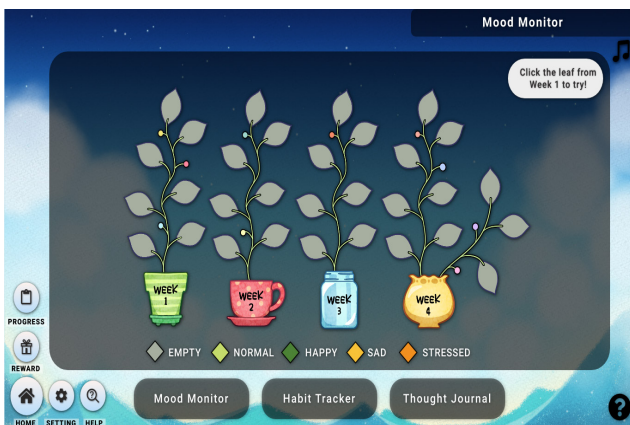 Mood Monitor
Click the leaf from
Week 1 to try!
WEEK
1
WEEK
2
WEEK
3
WEEK
4
EMPTY
NORMAL
HAPPY
SAD
STRESSED
PROGRESS
REWARD
HOME
SETTING
HELP
Mood Monitor
Habit Tracker
Thought Journal
?